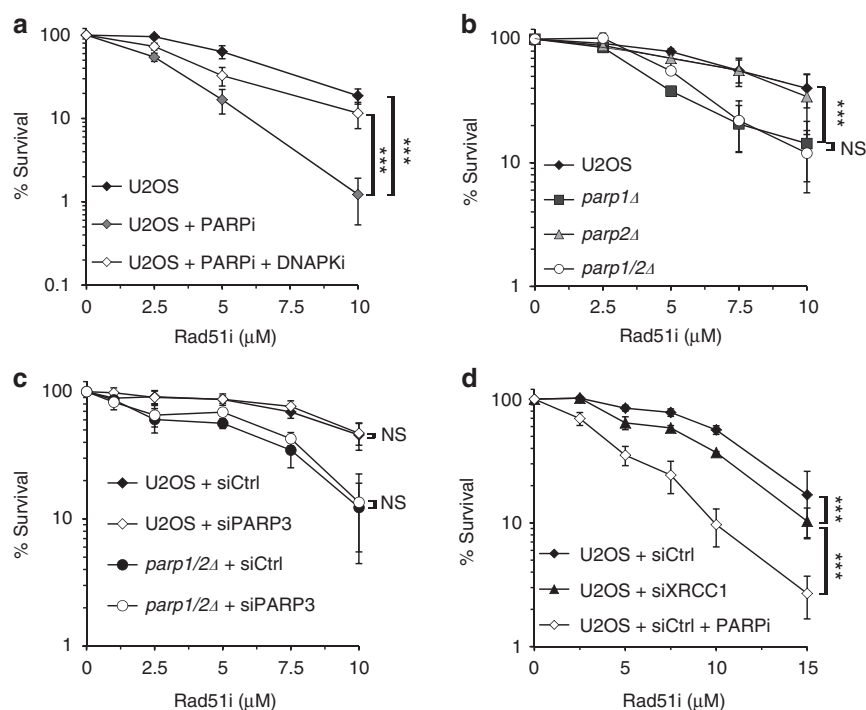 a
100
10
1
0.1
% Survival
***
***
U2OS
U2OS + PARPi
U2OS + PARPi + DNAPKi
0 2.5 5 7.5 10
Rad51i (μM)
b
100
10
1
% Survival
***
NS
U2OS
parp1Δ
parp2Δ
parp1/2Δ
0 2.5 5 7.5 10
Rad51i (μM)
c
100
10
1
% Survival
NS
NS
U2OS + siCtrl
U2OS + siPARP3
parp1/2Δ + siCtrl
parp1/2Δ + siPARP3
0 2.5 5 7.5 10
Rad51i (μM)
d
100
10
1
% Survival
***
***
U2OS + siCtrl
U2OS + siXRCC1
U2OS + siCtrl + PARPi
0 5 10 15
Rad51i (μM)